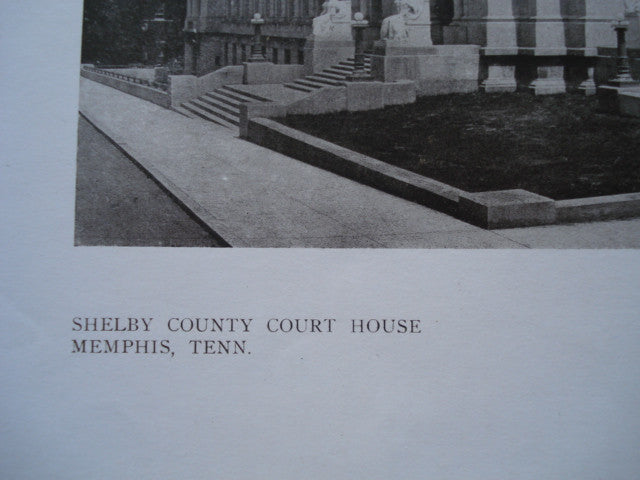 SHELBY COUNTY COURT HOUSE
MEMPHIS, TENN.